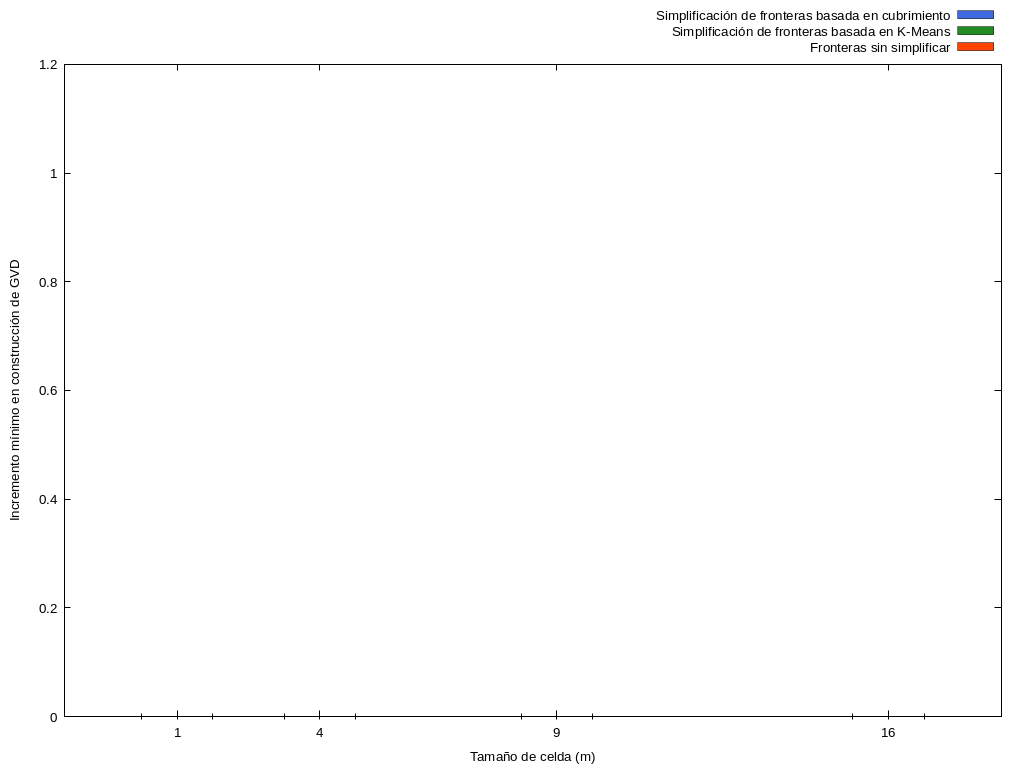 Simplificación de fronteras basada en cubrimiento
Simplificación de fronteras basada en K-Means
Fronteras sin simplificar
1.2
1
0.8
0.6
0.4
0.2
0
Incremento mínimo en construcción de GVD
1 4 9 16
Tamaño de celda (m)